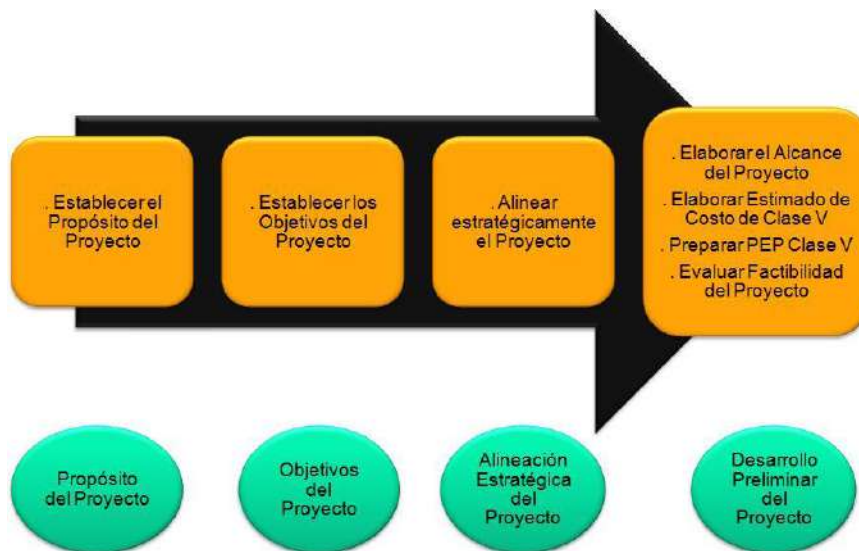 . Establecer el
Propósito del
Proyecto
. Establecer los
Objetivos del
Proyecto
. Alinear
estratégicamente
el Proyecto
. Elaborar el Alcance
del Proyecto
. Elaborar Estimado de
Costo de Clase V
. Preparar PEP Clase V
. Evaluar Factibilidad
del Proyecto
Propósito
del Proyecto
Objetivos
del
Proyecto
Alineación
Estratégica
del
Proyecto
Desarrollo
Preliminar
del
Proyecto